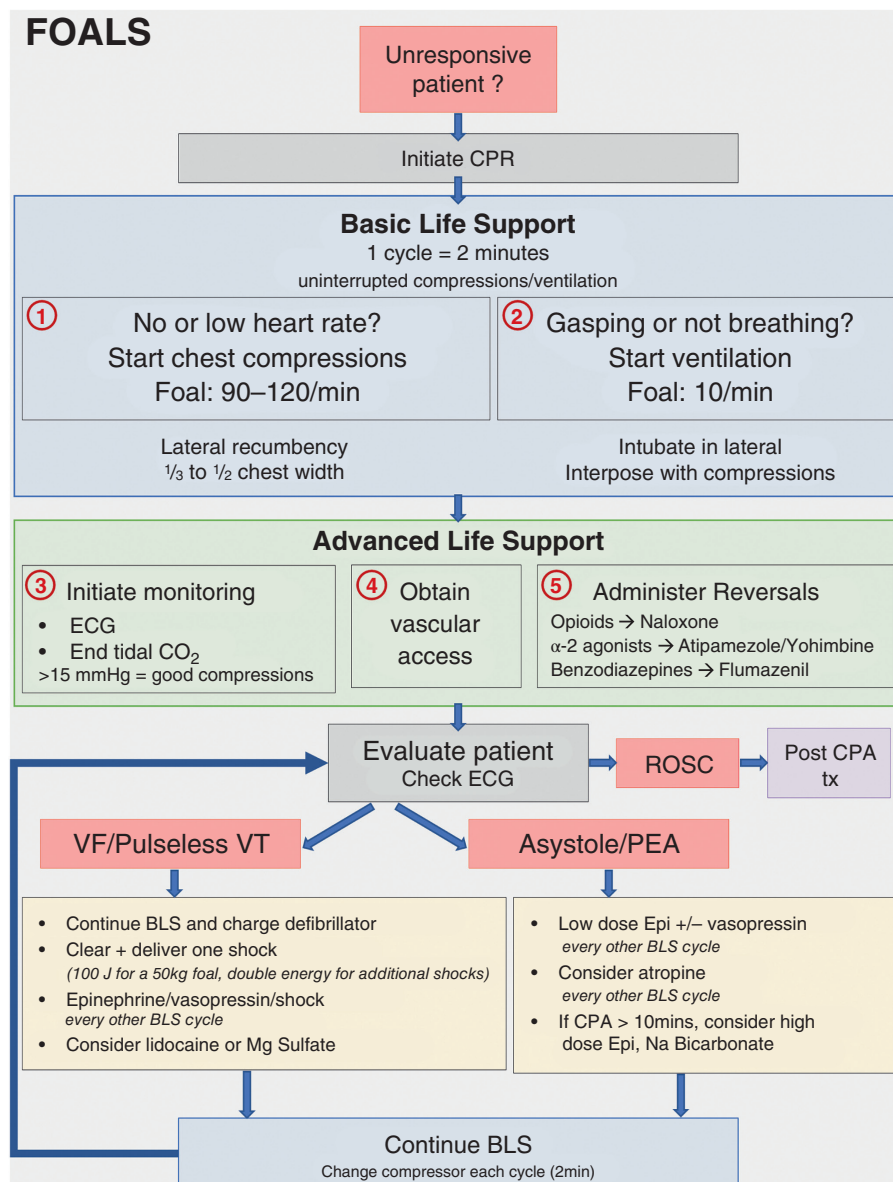 FOALS
Unresponsive
patient ?
Initiate CPR
Basic Life Support
1 cycle = 2 minutes
uninterrupted compressions/ventilation
1
No or low heart rate?
Start chest compressions
Foal: 90–120/min
2
Gasping or not breathing?
Start ventilation
Foal: 10/min
Lateral recumbency
1/3 to 1/2 chest width
Intubate in lateral
Interpose with compressions
Advanced Life Support
3
Initiate monitoring
• ECG
• End tidal CO₂
>15 mmHg = good compressions
4
Obtain
vascular
access
5
Administer Reversals
Opioids → Naloxone
α-2 agonists → Atipamezole/Yohimbine
Benzodiazepines → Flumazenil
Evaluate patient
Check ECG
ROSC
Post CPA
tx
VF/Pulseless VT
Asystole/PEA
• Continue BLS and charge defibrillator
• Clear + deliver one shock
(100 J for a 50kg foal, double energy for additional shocks)
• Epinephrine/vasopressin/shock
every other BLS cycle
• Consider lidocaine or Mg Sulfate
• Low dose Epi +/– vasopressin
every other BLS cycle
• Consider atropine
every other BLS cycle
• If CPA > 10mins, consider high
dose Epi, Na Bicarbonate
Continue BLS
Change compressor each cycle (2min)